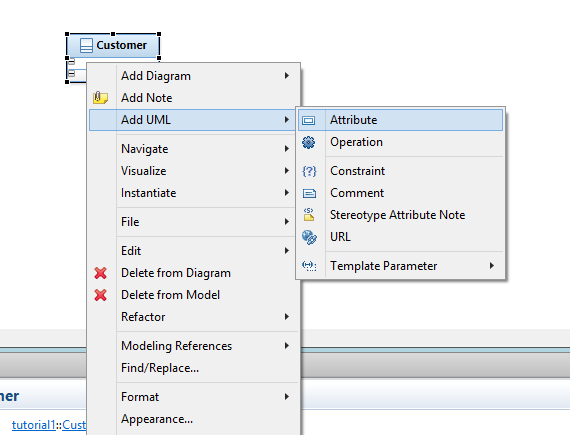 Customer
Add Diagram
Add Note
Add UML
Navigate
Visualize
Instantiate
File
Edit
Delete from Diagram
Delete from Model
Refactor
Modeling References
Find/Replace...
Format
Appearance...
Attribute
Operation
Constraint
Comment
Stereotype Attribute Note
URL
Template Parameter
ner
tutorial1::Cust